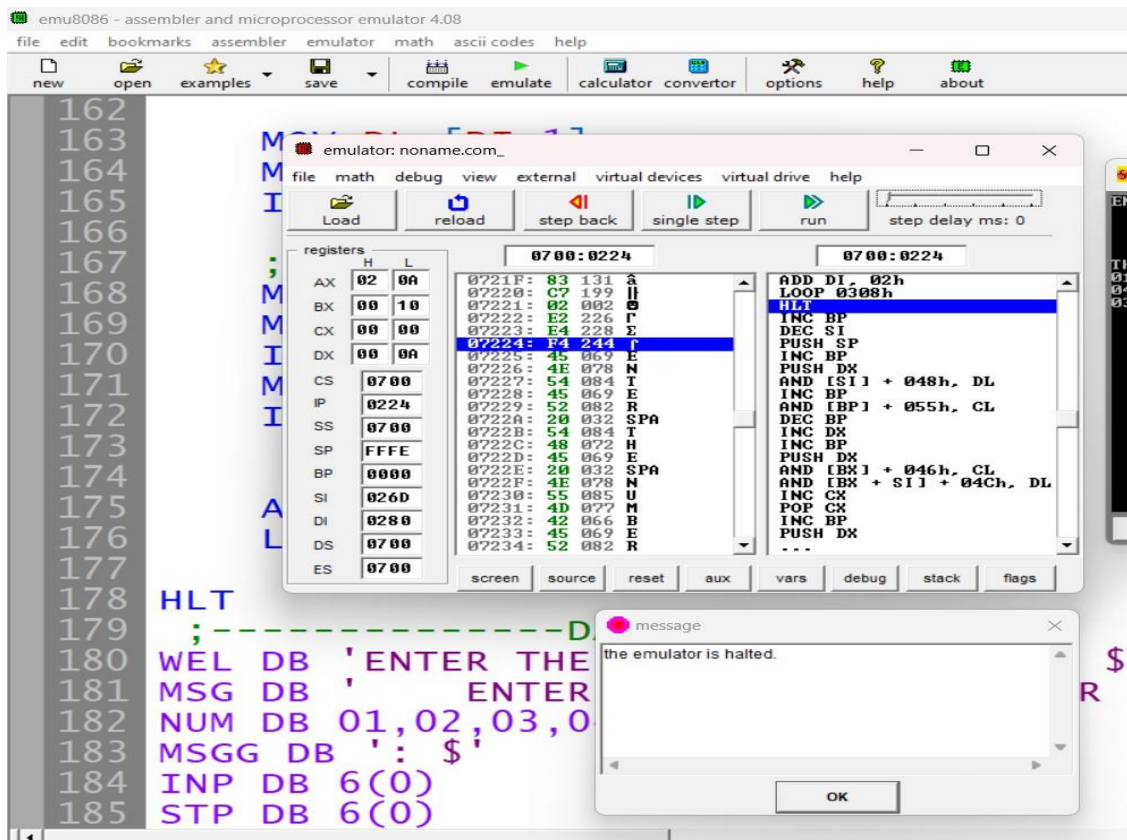 emu8086 - assembler and microprocessor emulator 4.08
file edit bookmarks assembler emulator math ascii codes help
new open examples save compile emulate calculator convertor options help about
162
163
164
165
166
167 ;
168
169
170
171
172
173
174
175
176
177
178 HLT
179 ;--------------
180 WEL DB 'ENTER THE $
181 MSG DB ' ENTER R
182 NUM DB 01,02,03,0
183 MSGG DB ': $'
184 INP DB 6(0)
185 STP DB 6(0)
emulator: noname.com_
file math debug view external virtual devices virtual drive help
Load reload step back single step run step delay ms: 0
registers
H L
AX 02 0A
BX 00 10
CX 00 00
DX 00 0A
CS 0700
IP 0224
SS 0700
SP FFFE
BP 0000
SI 026D
DI 0280
DS 0700
ES 0700
0700:0224
0721F: 83 131 â
07220: C7 199 ╟
07221: 02 002 ☻
07222: E2 226 Γ
07223: E4 228 Σ
07224: F4 244 ⌠
07225: 45 069 E
07226: 4E 078 N
07227: 54 084 T
07228: 45 069 E
07229: 52 082 R
0722A: 20 032 SPA
0722B: 54 084 T
0722C: 48 072 H
0722D: 45 069 E
0722E: 20 032 SPA
0722F: 4E 078 N
07230: 55 085 U
07231: 4D 077 M
07232: 42 066 B
07233: 45 069 E
07234: 52 082 R
0700:0224
ADD DI, 02h
LOOP 0308h
HLT
INC BP
DEC SI
PUSH SP
INC BP
PUSH DX
AND [SI] + 048h, DL
INC BP
AND [BP] + 055h, CL
DEC BP
INC DX
INC BP
PUSH DX
AND [BX] + 046h, CL
AND [BX + SI] + 04Ch, DL
INC CX
POP CX
INC BP
PUSH DX
...
screen source reset aux vars debug stack flags
message
the emulator is halted.
OK